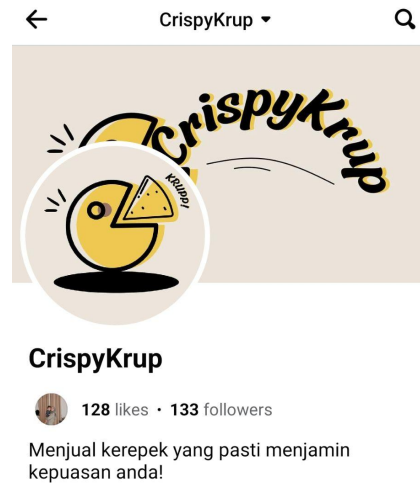 CrispyKrup
CrispyKrup
KRUPP!
CrispyKrup
128 likes · 133 followers
Menjual kerepek yang pasti menjamin
kepuasan anda!